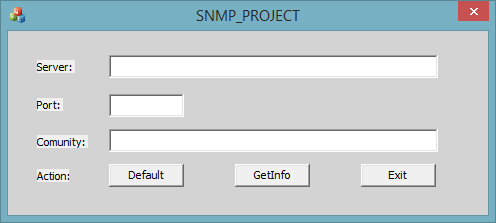 SNMP_PROJECT
Server:
Port:
Comunity:
Action: Default GetInfo Exit